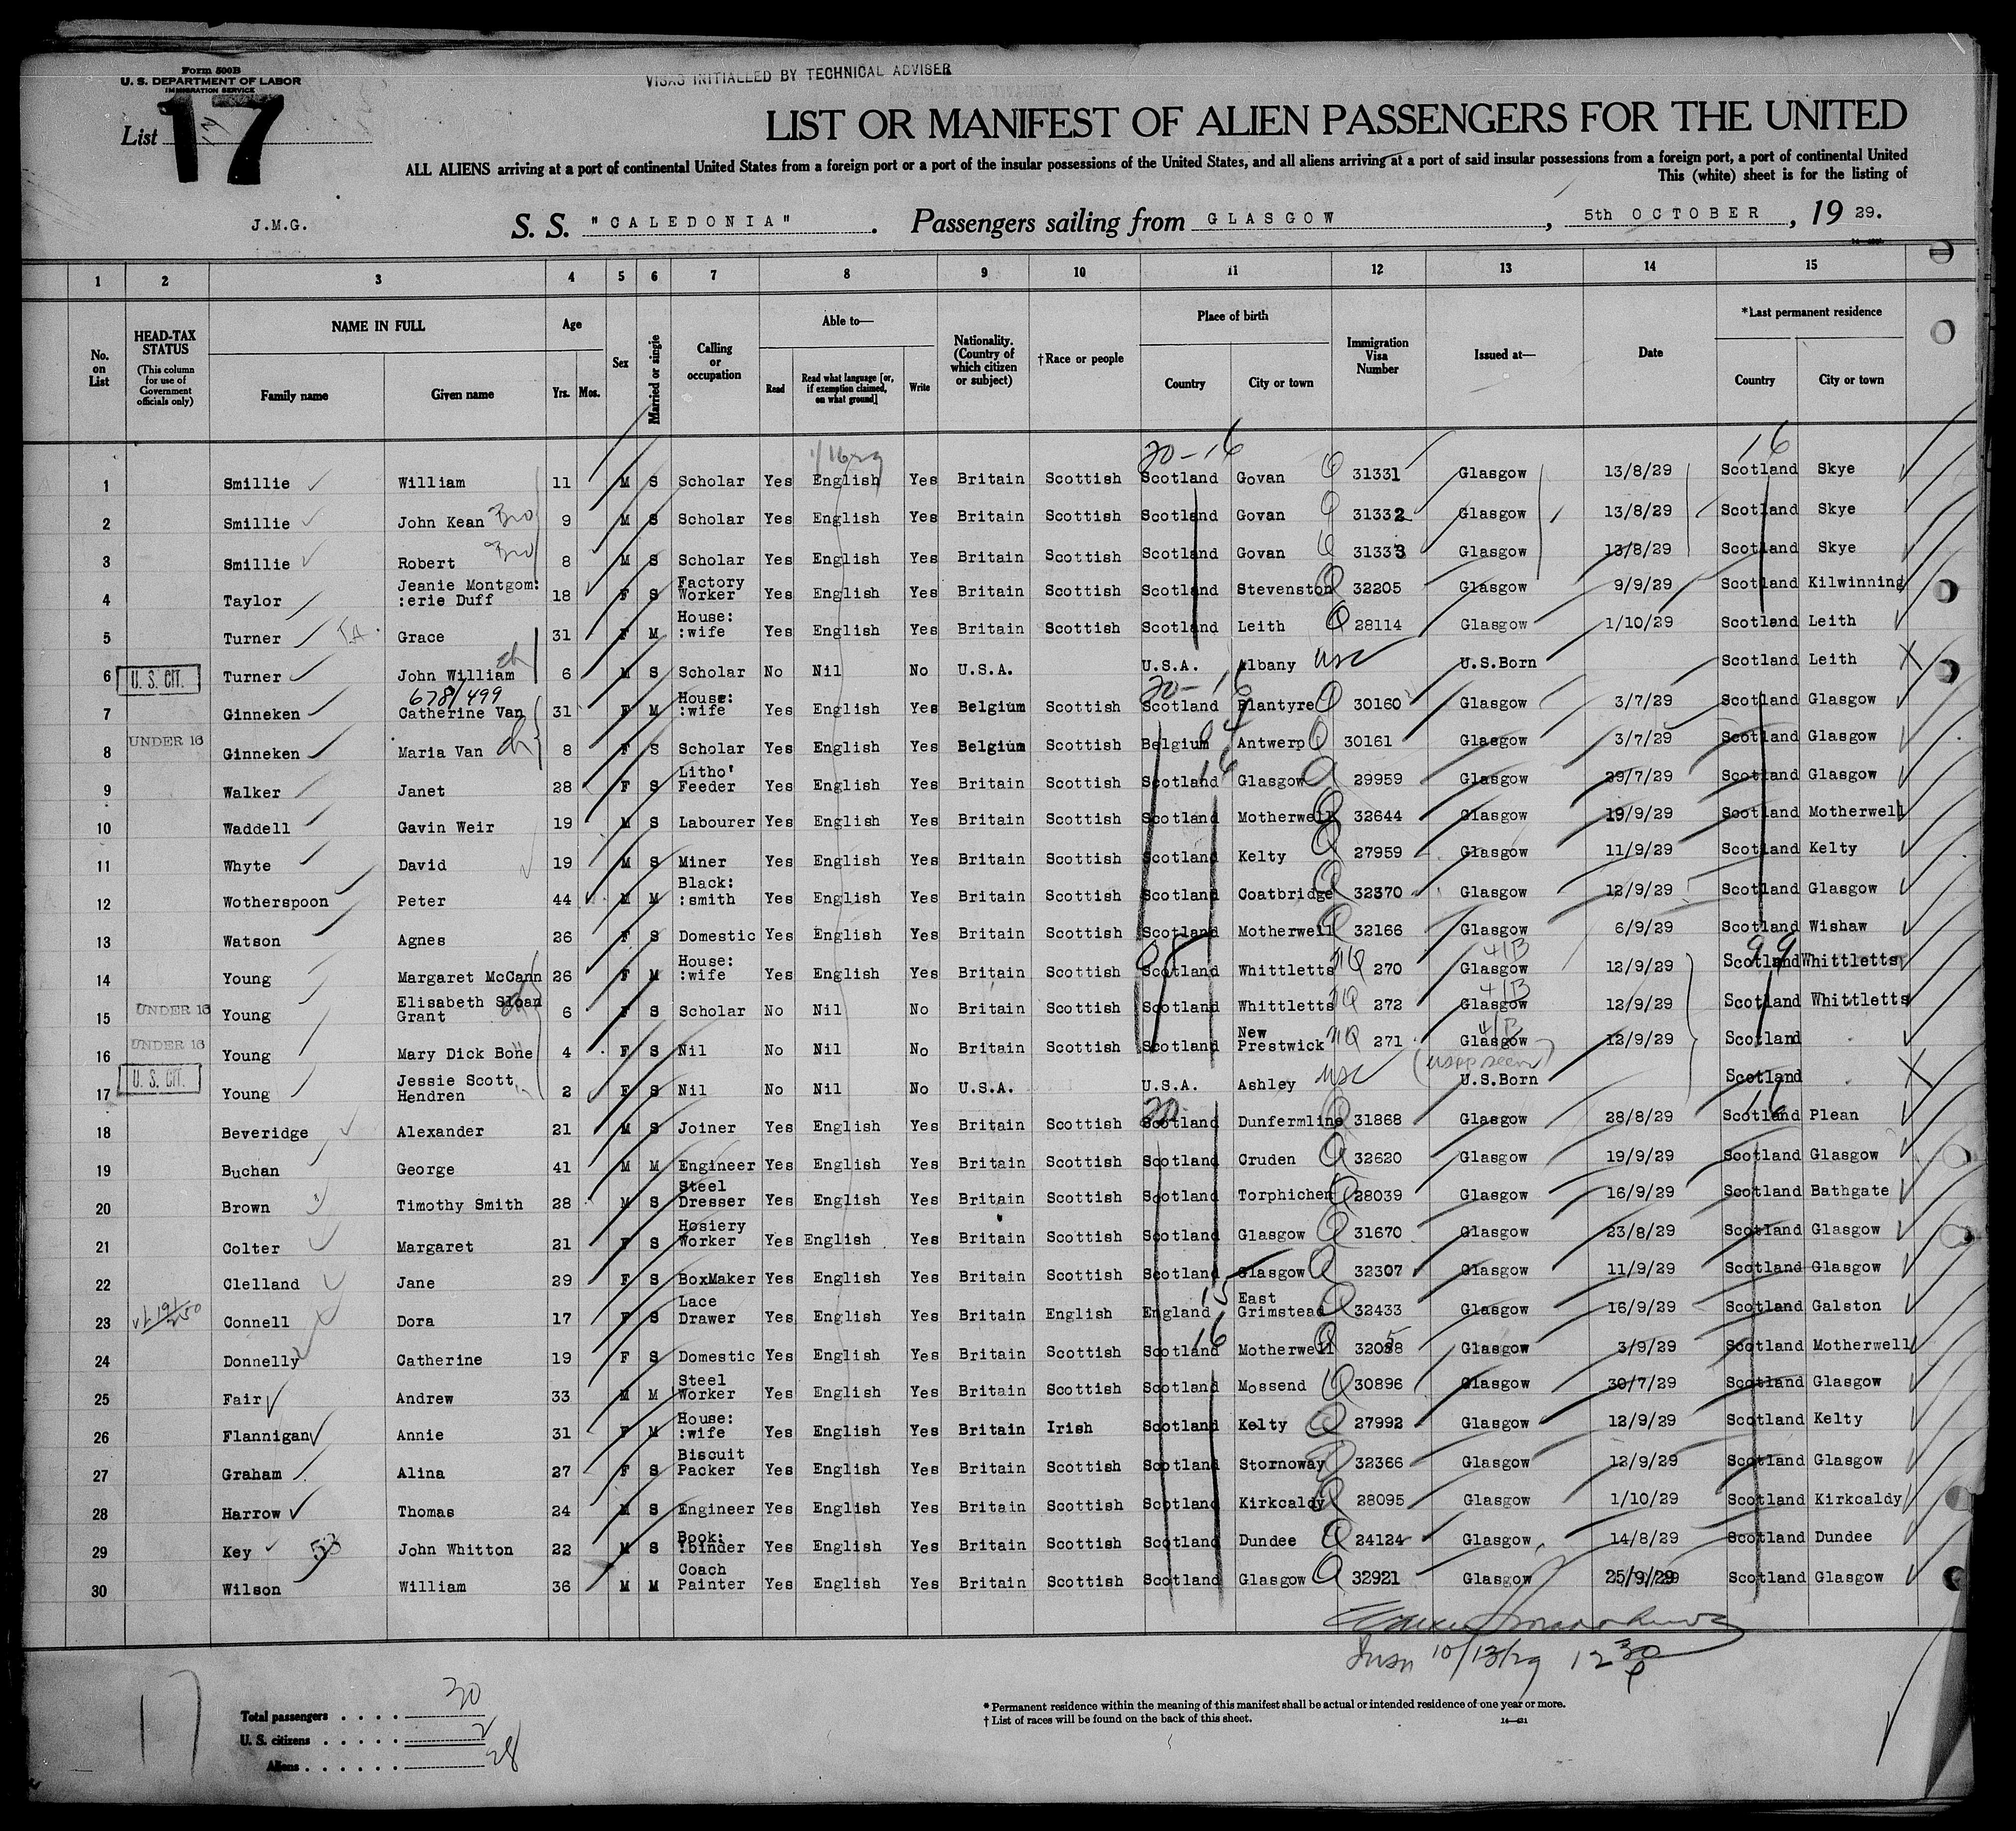 Form 500B
U. S. DEPARTMENT OF LABOR
IMMIGRATION SERVICE
VISAS INITIALLED BY TECHNICAL ADVISER
List 17
LIST OR MANIFEST OF ALIEN PASSENGERS FOR THE UNITED
ALL ALIENS arriving at a port of continental United States from a foreign port or a port of the insular possessions of the United States, and all aliens arriving at a port of said insular possessions from a foreign port, a port of continental United
This (white) sheet is for the listing of
J.M.G. S. S. "CALEDONIA". Passengers sailing from GLASGOW, 5th OCTOBER, 19 29.
1 2 3 4 5 6 7 8 9 10 11 12 13 14 15
No. on List
HEAD-TAX STATUS
(This column for use of Government officials only)
NAME IN FULL
Family name Given name
Age
Yrs. Mos.
Sex
Married or single
Calling or occupation
Able to—
Read Read what language [or, if exemption claimed, on what ground] Write
Nationality. (Country of which citizen or subject)
†Race or people
Place of birth
Country City or town
Immigration Visa Number
Issued at—
Date
*Last permanent residence
Country City or town
20-16 16
1 Smillie William 11 M S Scholar Yes English Yes Britain Scottish Scotland Govan Q 31331 Glasgow 13/8/29 Scotland Skye
2 Smillie John Kean Bro 9 M S Scholar Yes English Yes Britain Scottish Scotland Govan Q 31332 Glasgow 13/8/29 Scotland Skye
3 Smillie Robert Bro 8 M S Scholar Yes English Yes Britain Scottish Scotland Govan Q 31333 Glasgow 13/8/29 Scotland Skye
4 Taylor Jeanie Montgom: :erie Duff 18 F S Factory Worker Yes English Yes Britain Scottish Scotland Stevenston Q 32205 Glasgow 9/9/29 Scotland Kilwinning
5 Turner Grace 31 F M House: :wife Yes English Yes Britain Scottish Scotland Leith Q 28114 Glasgow 1/10/29 Scotland Leith
6 U. S. CIT. Turner John William ch 6 M S Scholar No Nil No U.S.A. U.S.A. Albany usc U.S.Born Scotland Leith X
678/499 20-16
7 Ginneken Catherine Van 31 F M House: :wife Yes English Yes Belgium Scottish Scotland Blantyre Q 30160 Glasgow 3/7/29 Scotland Glasgow
8 UNDER 16 Ginneken Maria Van ch 8 F S Scholar Yes English Yes Belgium Scottish Belgium 04 Antwerp Q 30161 Glasgow 3/7/29 Scotland Glasgow
9 Walker Janet 28 F S Litho' Feeder Yes English Yes Britain Scottish Scotland 16 Glasgow Q 29959 Glasgow 29/7/29 Scotland Glasgow
10 Waddell Gavin Weir 19 M S Labourer Yes English Yes Britain Scottish Scotland Motherwell Q 32644 Glasgow 19/9/29 Scotland Motherwell
11 Whyte David 19 M S Miner Yes English Yes Britain Scottish Scotland Kelty Q 27959 Glasgow 11/9/29 Scotland Kelty
12 Wotherspoon Peter 44 M M Black: :smith Yes English Yes Britain Scottish Scotland Coatbridge Q 32370 Glasgow 12/9/29 Scotland Glasgow
13 Watson Agnes 26 F S Domestic Yes English Yes Britain Scottish Scotland Motherwell Q 32166 Glasgow 6/9/29 Scotland Wishaw
14 Young Margaret McCann 26 F M House: :wife Yes English Yes Britain Scottish Scotland Whittletts NQ 270 4/B Glasgow 12/9/29 99 Scotland Whittletts
15 UNDER 16 Young Elisabeth Sloan Grant 6 F S Scholar No Nil No Britain Scottish Scotland Whittletts NQ 272 4/B Glasgow 12/9/29 Scotland Whittletts
16 UNDER 16 Young Mary Dick Bone 4 F S Nil No Nil No Britain Scottish Scotland New Prestwick NQ 271 4/B Glasgow 12/9/29 Scotland
17 U. S. CIT. Young Jessie Scott Hendren 2 F S Nil No Nil No U.S.A. U.S.A. Ashley usc (uspp seen) U.S.Born Scotland X
20 16
18 Beveridge Alexander 21 M S Joiner Yes English Yes Britain Scottish Scotland Dunfermline Q 31868 Glasgow 28/8/29 Scotland Plean
19 Buchan George 41 M M Engineer Yes English Yes Britain Scottish Scotland Cruden Q 32620 Glasgow 19/9/29 Scotland Glasgow
20 Brown Timothy Smith 28 M S Steel Dresser Yes English Yes Britain Scottish Scotland Torphichen Q 28039 Glasgow 16/9/29 Scotland Bathgate
21 Colter Margaret 21 F S Hosiery Worker Yes English Yes Britain Scottish Scotland Glasgow Q 31670 Glasgow 23/8/29 Scotland Glasgow
22 Clelland Jane 29 F S BoxMaker Yes English Yes Britain Scottish Scotland Glasgow Q 32307 Glasgow 11/9/29 Scotland Glasgow
23 Connell Dora 17 F S Lace Drawer Yes English Yes Britain English England 15 East Grimstead Q 32433 Glasgow 16/9/29 Scotland Galston
24 Donnelly Catherine 19 F S Domestic Yes English Yes Britain Scottish Scotland 16 Motherwell Q 32058 Glasgow 3/9/29 Scotland Motherwell
25 Fair Andrew 33 M M Steel Worker Yes English Yes Britain Scottish Scotland Mossend Q 30896 Glasgow 30/7/29 Scotland Glasgow
26 Flannigan Annie 31 F M House: :wife Yes English Yes Britain Irish Scotland Kelty Q 27992 Glasgow 12/9/29 Scotland Kelty
27 Graham Alina 27 F S Biscuit Packer Yes English Yes Britain Scottish Scotland Stornoway Q 32366 Glasgow 12/9/29 Scotland Glasgow
28 Harrow Thomas 24 M S Engineer Yes English Yes Britain Scottish Scotland Kirkcaldy Q 28095 Glasgow 1/10/29 Scotland Kirkcaldy
29 Key 58 John Whitton 22 M S Book: :binder Yes English Yes Britain Scottish Scotland Dundee Q 24124 Glasgow 14/8/29 Scotland Dundee
30 Wilson William 36 M M Coach Painter Yes English Yes Britain Scottish Scotland Glasgow Q 32921 Glasgow 25/9/29 Scotland Glasgow
10/13/29 12 30 P
17
Total passengers . . . . 30
U. S. citizens . . . . . 2
Aliens . . . . . . 28
* Permanent residence within the meaning of this manifest shall be actual or intended residence of one year or more.
† List of races will be found on the back of this sheet.